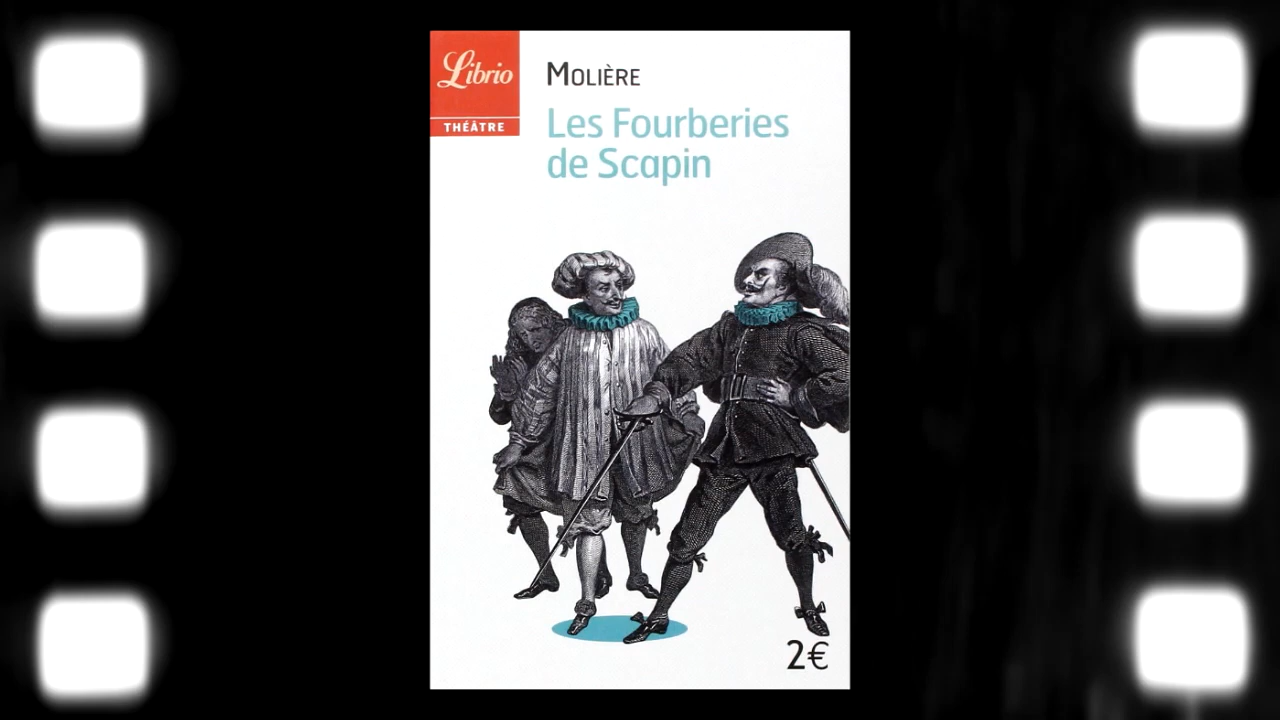 Librio
THÉÂTRE
MOLIÈRE
Les Fourberies
de Scapin
2€